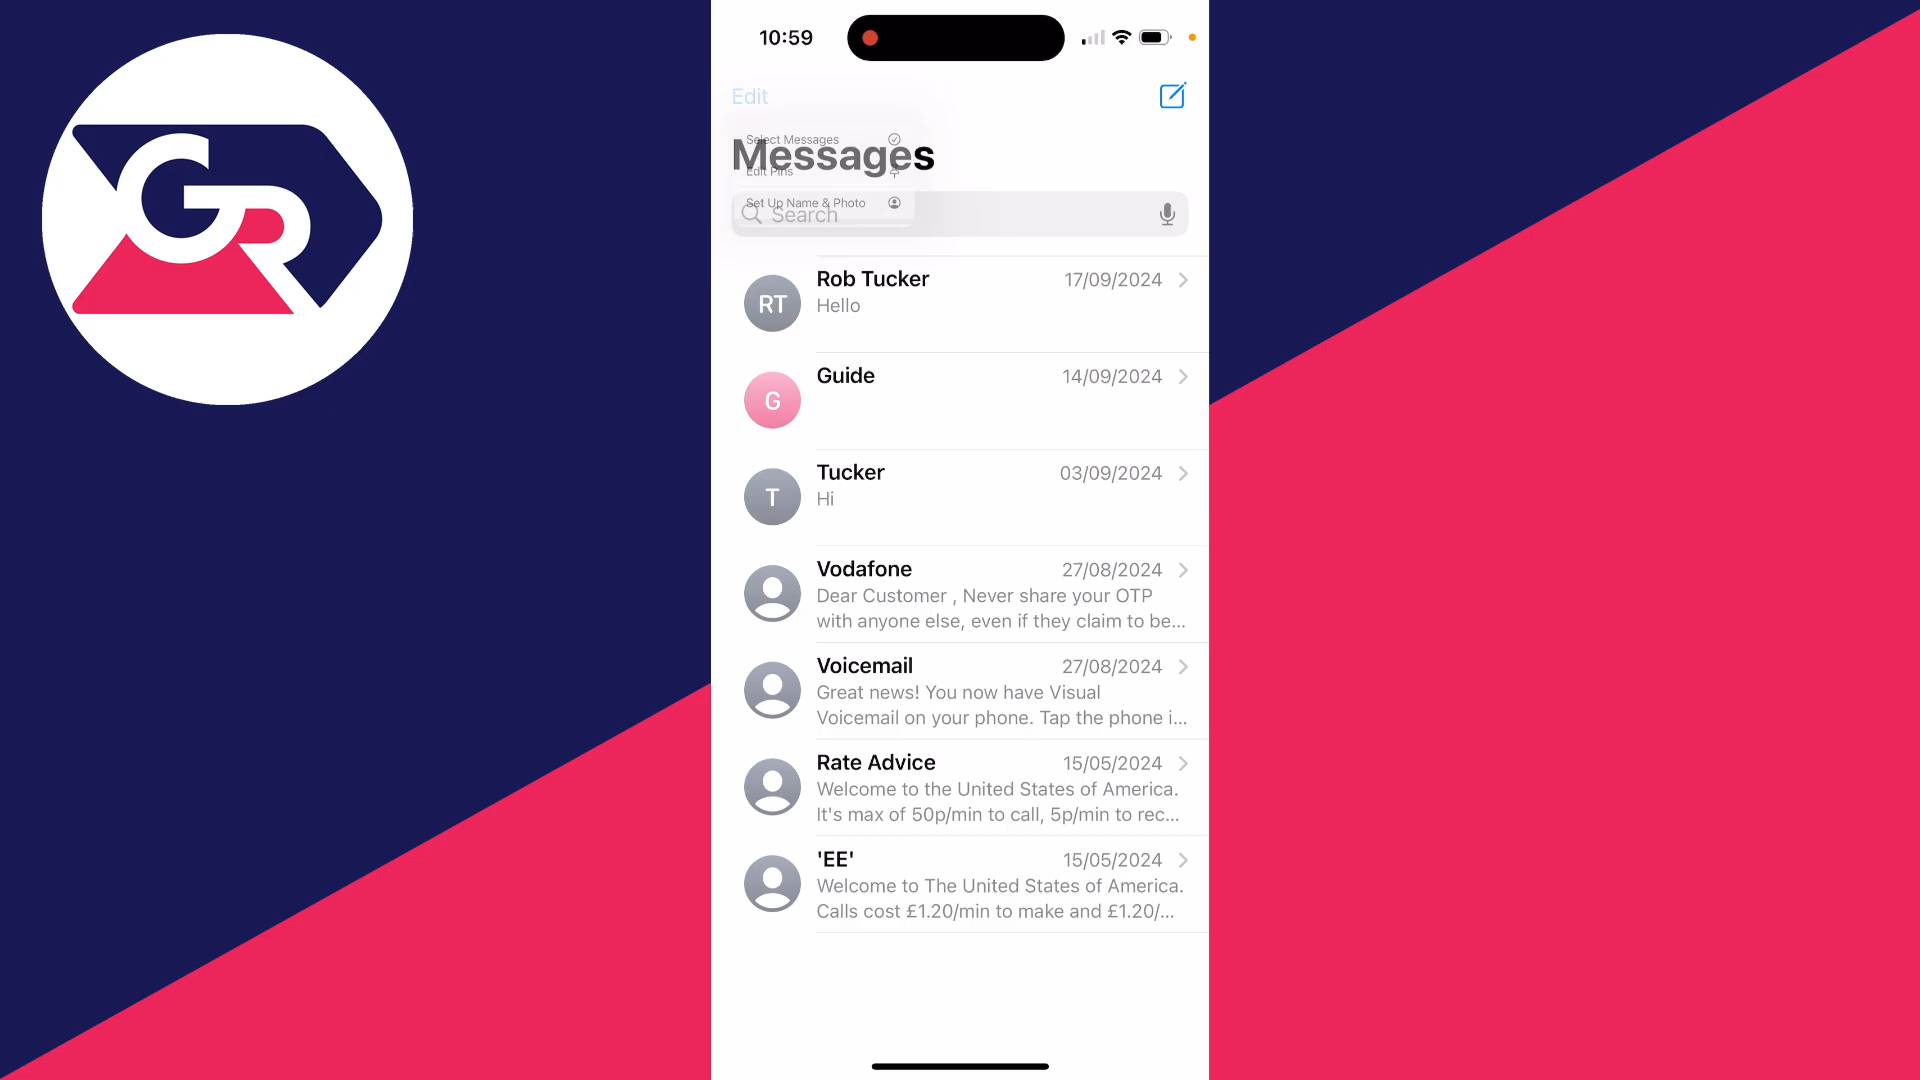 GR
10:59
Edit
Select Messages
Messages
Edit Pins
Set Up Name & Photo
Search
RT
Rob Tucker
17/09/2024
Hello
G
Guide
14/09/2024
T
Tucker
03/09/2024
Hi
Vodafone
27/08/2024
Dear Customer , Never share your OTP
with anyone else, even if they claim to be...
Voicemail
27/08/2024
Great news! You now have Visual
Voicemail on your phone. Tap the phone i...
Rate Advice
15/05/2024
Welcome to the United States of America.
It's max of 50p/min to call, 5p/min to rec...
'EE'
15/05/2024
Welcome to The United States of America.
Calls cost £1.20/min to make and £1.20/...